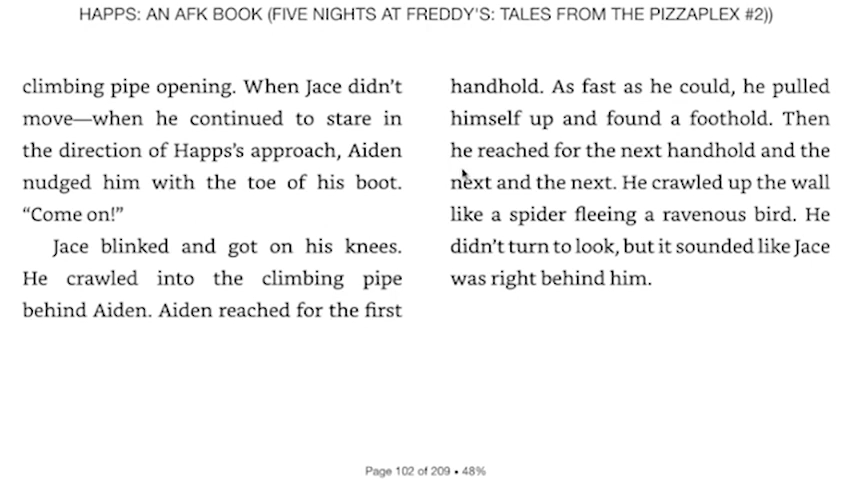 HAPPS: AN AFK BOOK (FIVE NIGHTS AT FREDDY'S: TALES FROM THE PIZZAPLEX #2))
climbing pipe opening. When Jace didn't
move—when he continued to stare in
the direction of Happs's approach, Aiden
nudged him with the toe of his boot.
“Come on!”
Jace blinked and got on his knees.
He crawled into the climbing pipe
behind Aiden. Aiden reached for the first
handhold. As fast as he could, he pulled
himself up and found a foothold. Then
he reached for the next handhold and the
next and the next. He crawled up the wall
like a spider fleeing a ravenous bird. He
didn't turn to look, but it sounded like Jace
was right behind him.
Page 102 of 209 • 48%